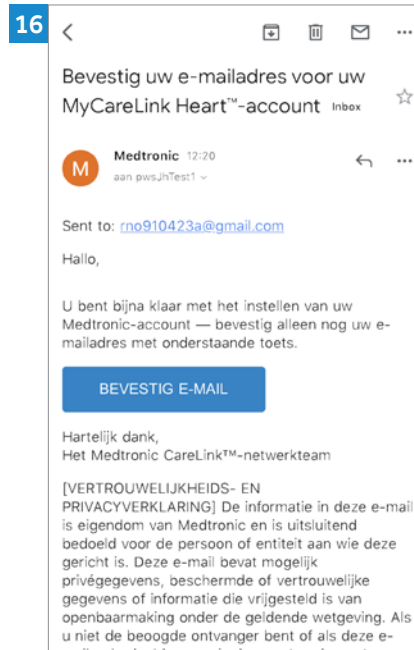 16
Bevestig uw e-mailadres voor uw
MyCareLink Heart™-account Inbox
M
Medtronic 12:20
aan pwsJhTest1
Sent to: rno910423a@gmail.com
Hallo,
U bent bijna klaar met het instellen van uw
Medtronic-account — bevestig alleen nog uw e-
mailadres met onderstaande toets.
BEVESTIG E-MAIL
Hartelijk dank,
Het Medtronic CareLink™-netwerkteam
[VERTROUWELIJKHEIDS- EN
PRIVACYVERKLARING] De informatie in deze e-mail
is eigendom van Medtronic en is uitsluitend
bedoeld voor de persoon of entiteit aan wie deze
gericht is. Deze e-mail bevat mogelijk
privégegevens, beschermde of vertrouwelijke
gegevens of informatie die vrijgesteld is van
openbaarmaking onder de geldende wetgeving. Als
u niet de beoogde ontvanger bent of als deze e-